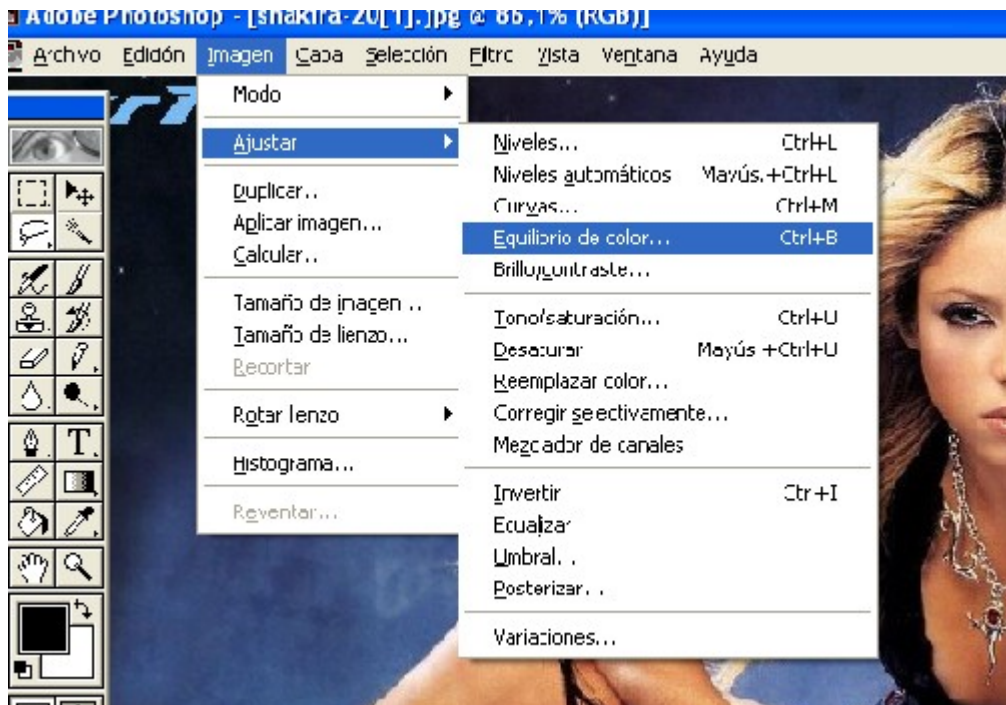 Adobe Photoshop - [shakira-20[1].jpg @ 86,1% (RGB)]
Archivo Edición Imagen Capa Selección Filtro Vista Ventana Ayuda
Modo
Ajustar
Duplicar...
Aplicar imagen...
Calcular...
Tamaño de imagen...
Tamaño de lienzo...
Recortar
Rotar lienzo
Histograma...
Reventar...
Niveles... Ctrl+L
Niveles automáticos Mayús.+Ctrl+L
Curvas... Ctrl+M
Equilibrio de color... Ctrl+B
Brillo/contraste...
Tono/saturación... Ctrl+U
Desaturar Mayús.+Ctrl+U
Reemplazar color...
Corregir selectivamente...
Mezclador de canales
Invertir Ctrl+I
Ecualizar
Umbral...
Posterizar...
Variaciones...
T